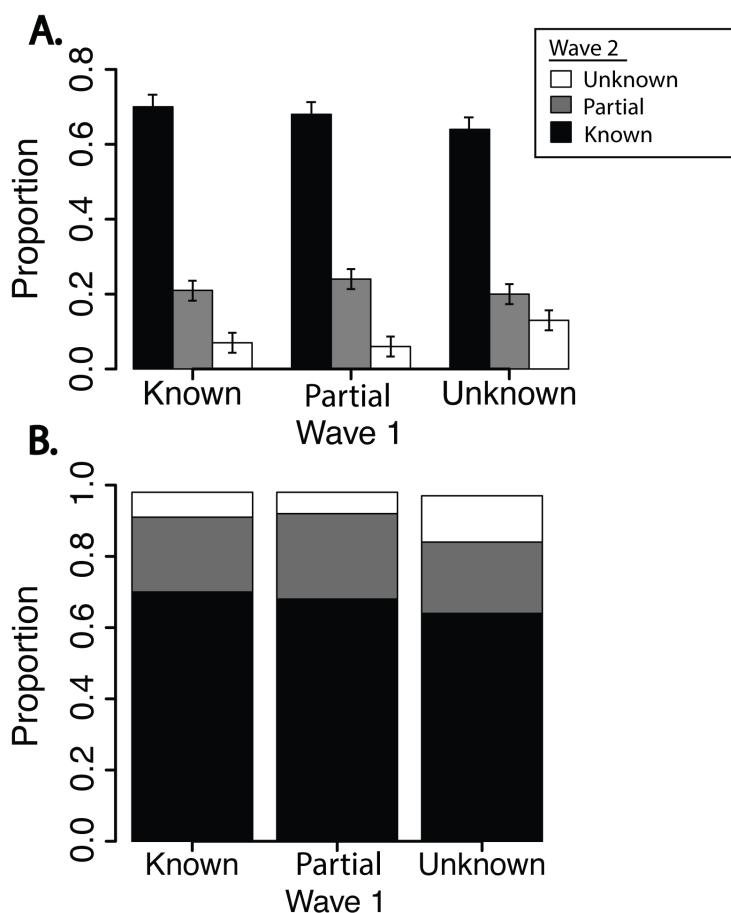 A.
Wave 2
Unknown
Partial
Known
Proportion
0.8
0.6
0.4
0.2
0.0
Known Partial Unknown
Wave 1
B.
Proportion
1.0
0.8
0.6
0.4
0.2
0.0
Known Partial Unknown
Wave 1